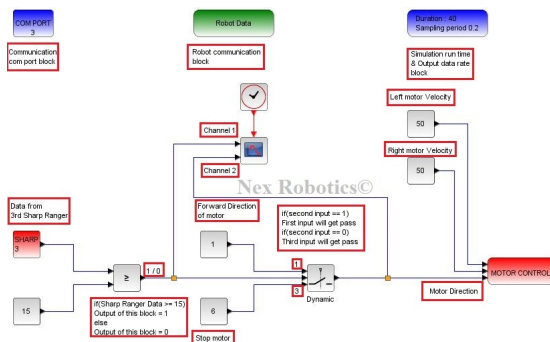 COM PORT
3
Robot Data
Duration : 40
Sampling period 0.2
Communication
com port block
Robot communication
block
Simulation run time
& Output data rate
block
Left motor Velocity
50
Channel 1
Right motor Velocity
50
Channel 2
Nex Robotics©
Data from
3rd Sharp Ranger
Forward Direction
of motor
if(second input == 1)
First input will get pass
if(second input == 0)
Third input will get pass
SHARP
3
1
≥
1 / 0
1
3
MOTOR CONTROL
Dynamic
Motor Direction
15
if(Sharp Ranger Data >= 15)
Output of this block = 1
else
Output of this block = 0
6
Stop motor